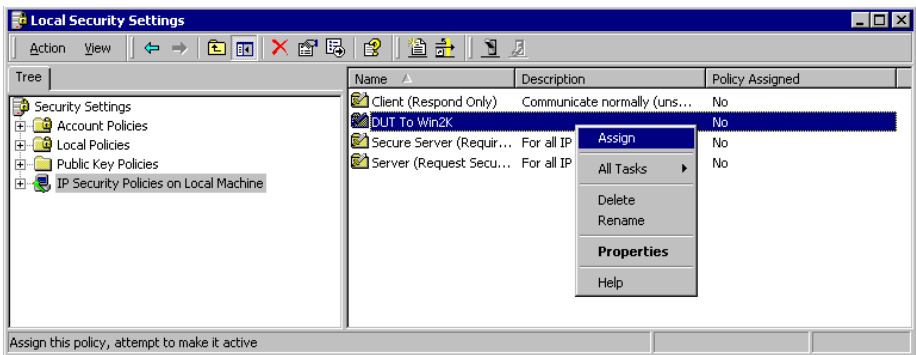 Local Security Settings
Action View
Tree
Name Description Policy Assigned
Security Settings
Account Policies
Local Policies
Public Key Policies
IP Security Policies on Local Machine
Client (Respond Only) Communicate normally (uns... No
DUT To Win2K No
Secure Server (Requir... For all IP No
Server (Request Secu... For all IP No
Assign
All Tasks
Delete
Rename
Properties
Help
Assign this policy, attempt to make it active